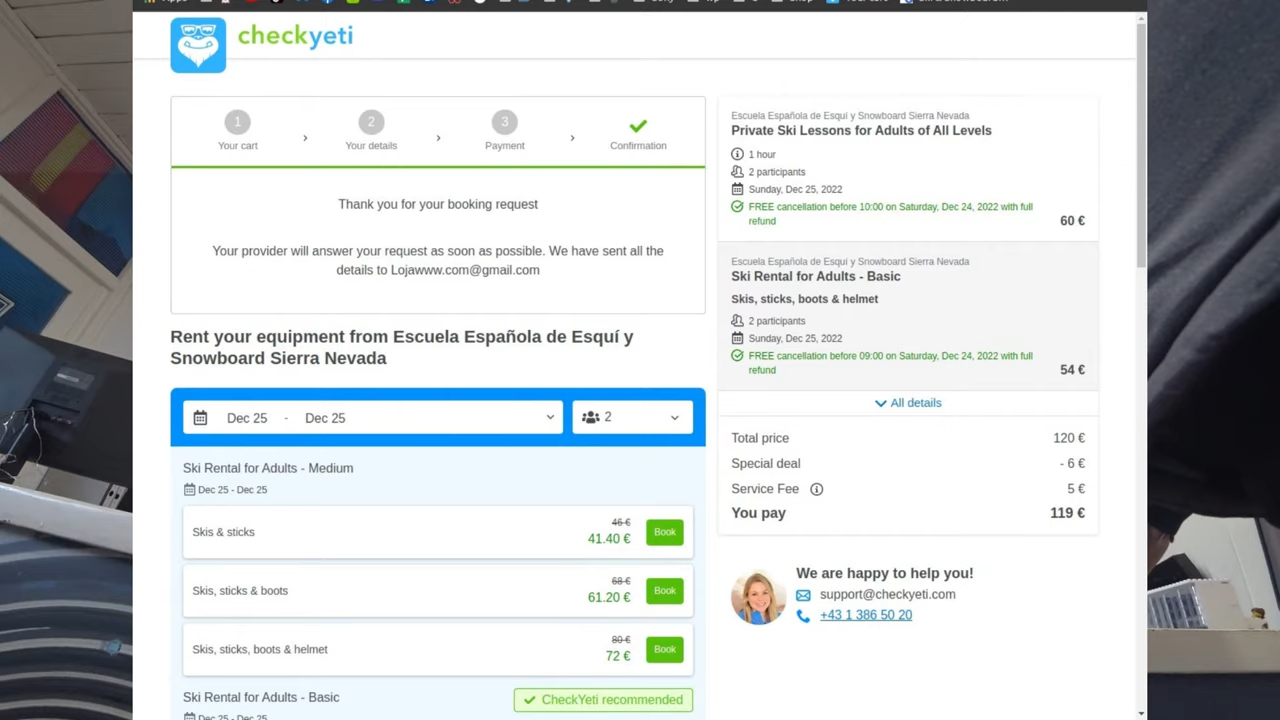 checkyeti
1
2
3
Your cart
Your details
Payment
Confirmation
Thank you for your booking request
Your provider will answer your request as soon as possible. We have sent all the
details to Lojawww.com@gmail.com
Rent your equipment from Escuela Española de Esquí y
Snowboard Sierra Nevada
Dec 25 - Dec 25
2
Ski Rental for Adults - Medium
Dec 25 - Dec 25
Skis & sticks
46 €
41.40 €
Book
Skis, sticks & boots
68 €
61.20 €
Book
Skis, sticks, boots & helmet
80 €
72 €
Book
Ski Rental for Adults - Basic
CheckYeti recommended
Dec 25 - Dec 25
Escuela Española de Esquí y Snowboard Sierra Nevada
Private Ski Lessons for Adults of All Levels
1 hour
2 participants
Sunday, Dec 25, 2022
FREE cancellation before 10:00 on Saturday, Dec 24, 2022 with full
refund
60 €
Escuela Española de Esquí y Snowboard Sierra Nevada
Ski Rental for Adults - Basic
Skis, sticks, boots & helmet
2 participants
Sunday, Dec 25, 2022
FREE cancellation before 09:00 on Saturday, Dec 24, 2022 with full
refund
54 €
All details
Total price 120 €
Special deal - 6 €
Service Fee 5 €
You pay 119 €
We are happy to help you!
support@checkyeti.com
+43 1 386 50 20